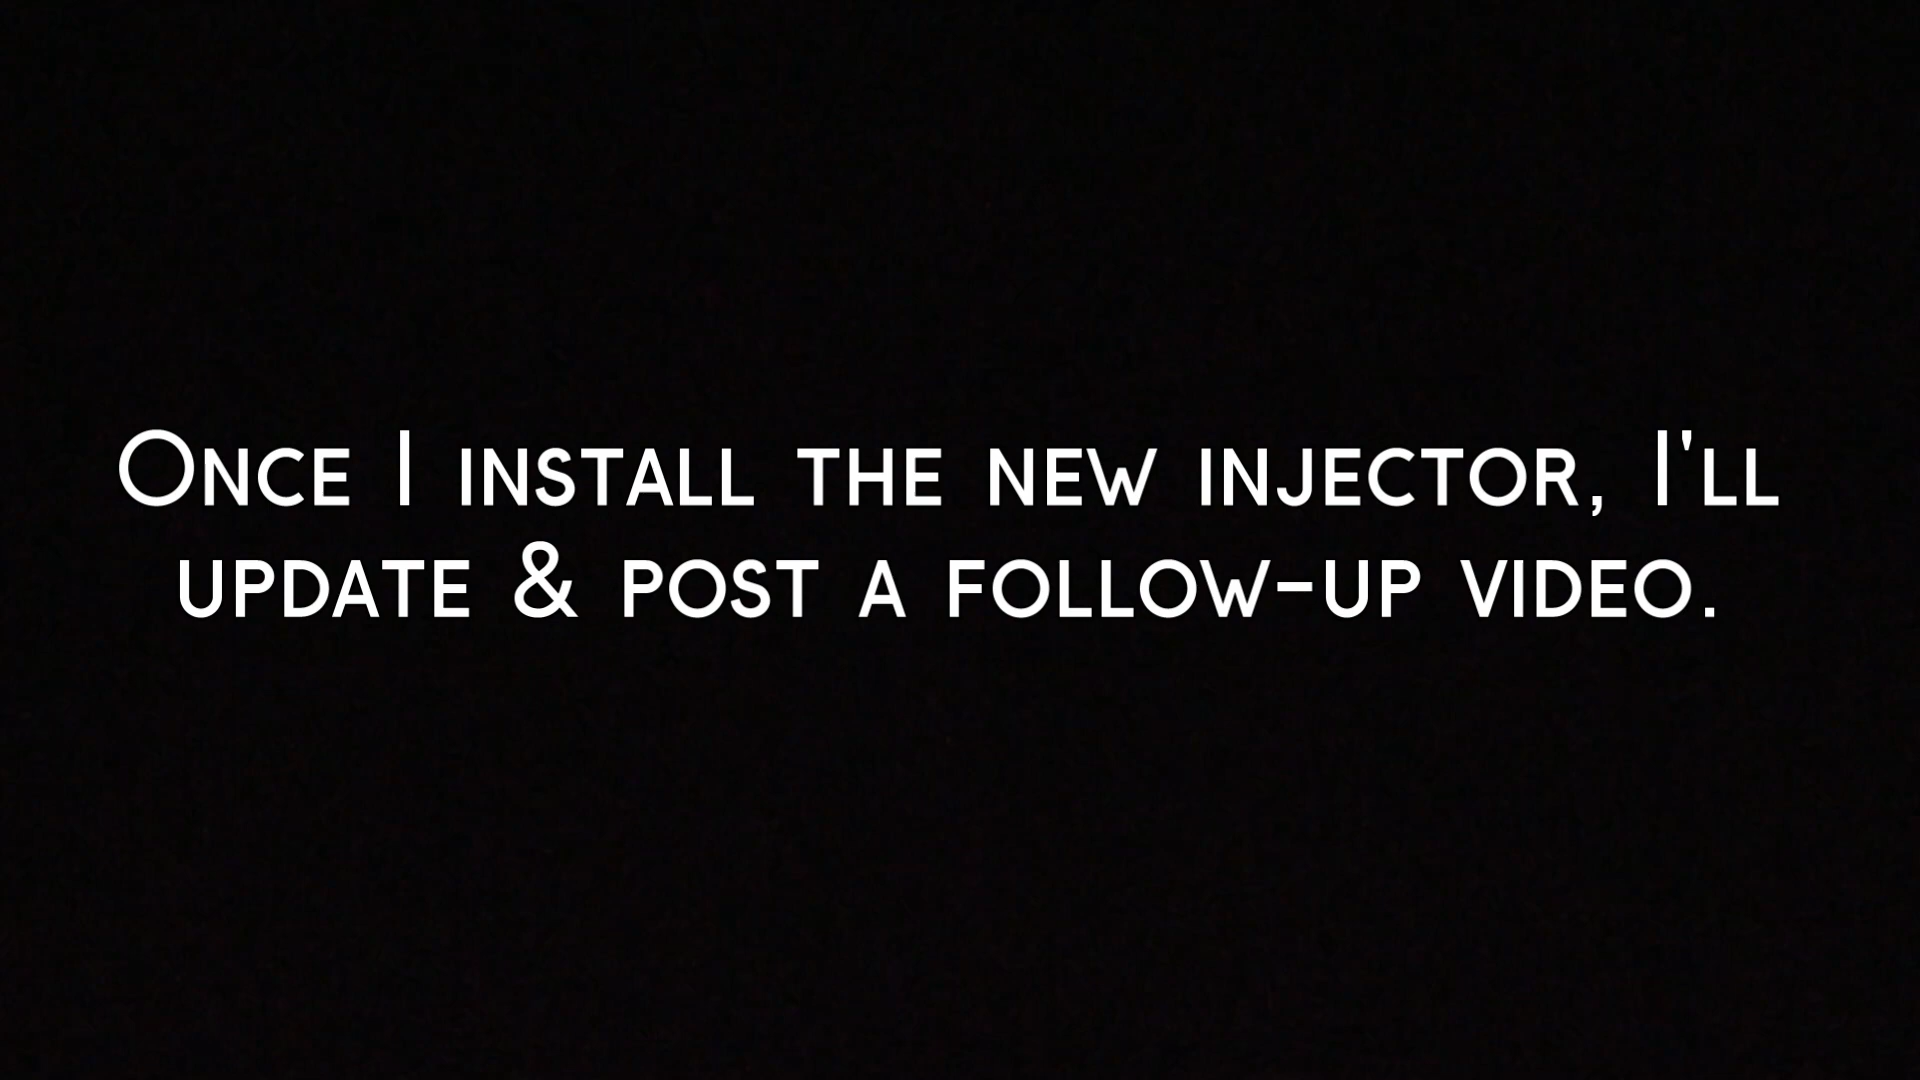 Once I install the new injector, I'll
update & post a follow-up video.